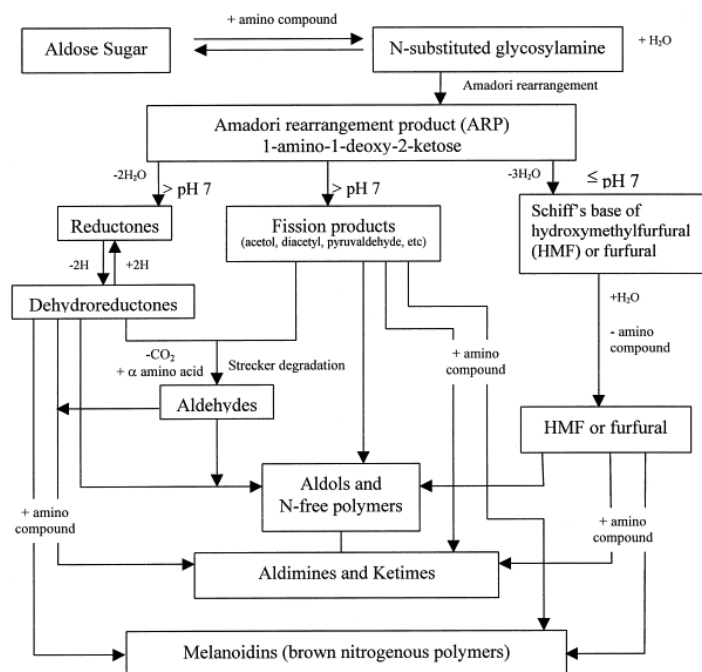 + amino compound
Aldose Sugar
N-substituted glycosylamine
+ H₂O
Amadori rearrangement
Amadori rearrangement product (ARP)
1-amino-1-deoxy-2-ketose
-2H₂O
> pH 7
> pH 7
-3H₂O
≤ pH 7
Reductones
Fission products
(acetol, diacetyl, pyruvaldehyde, etc)
Schiff's base of
hydroxymethylfurfural
(HMF) or furfural
-2H
+2H
Dehydroreductones
+H₂O
- amino
compound
-CO₂
+ α amino acid
Strecker degradation
+ amino
compound
Aldehydes
HMF or furfural
Aldols and
N-free polymers
+ amino
compound
+ amino
compound
Aldimines and Ketimes
Melanoidins (brown nitrogenous polymers)